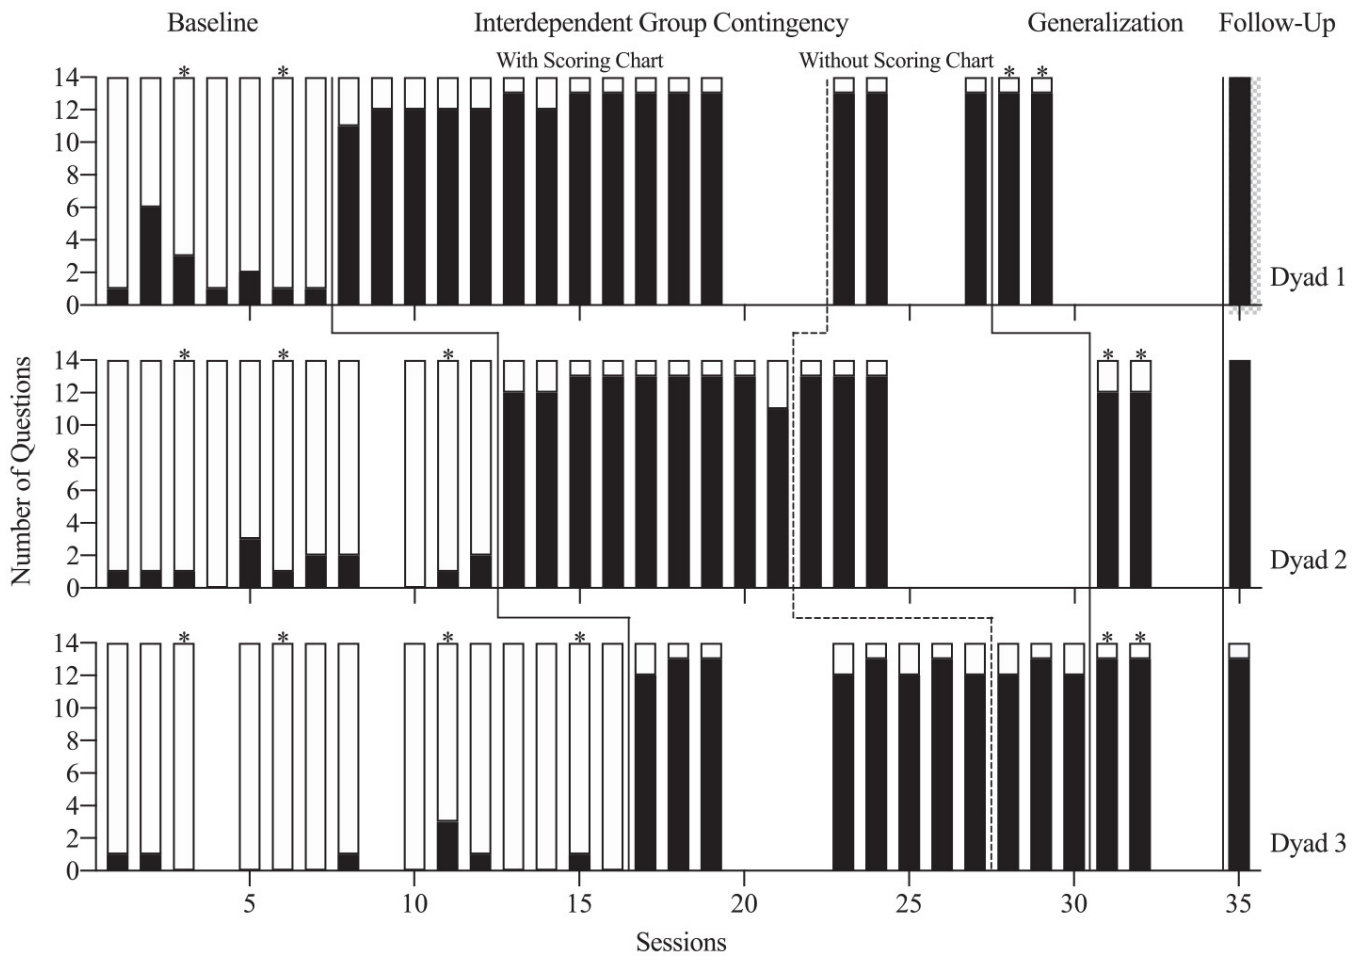 Baseline Interdependent Group Contingency Generalization Follow-Up
With Scoring Chart Without Scoring Chart
* * * *
14
12
10
8
6
4
2
0
Dyad 1
* * * * *
14
12
10
8
6
4
2
0
Dyad 2
* * * * * *
14
12
10
8
6
4
2
0
Dyad 3
Number of Questions
5 10 15 20 25 30 35
Sessions